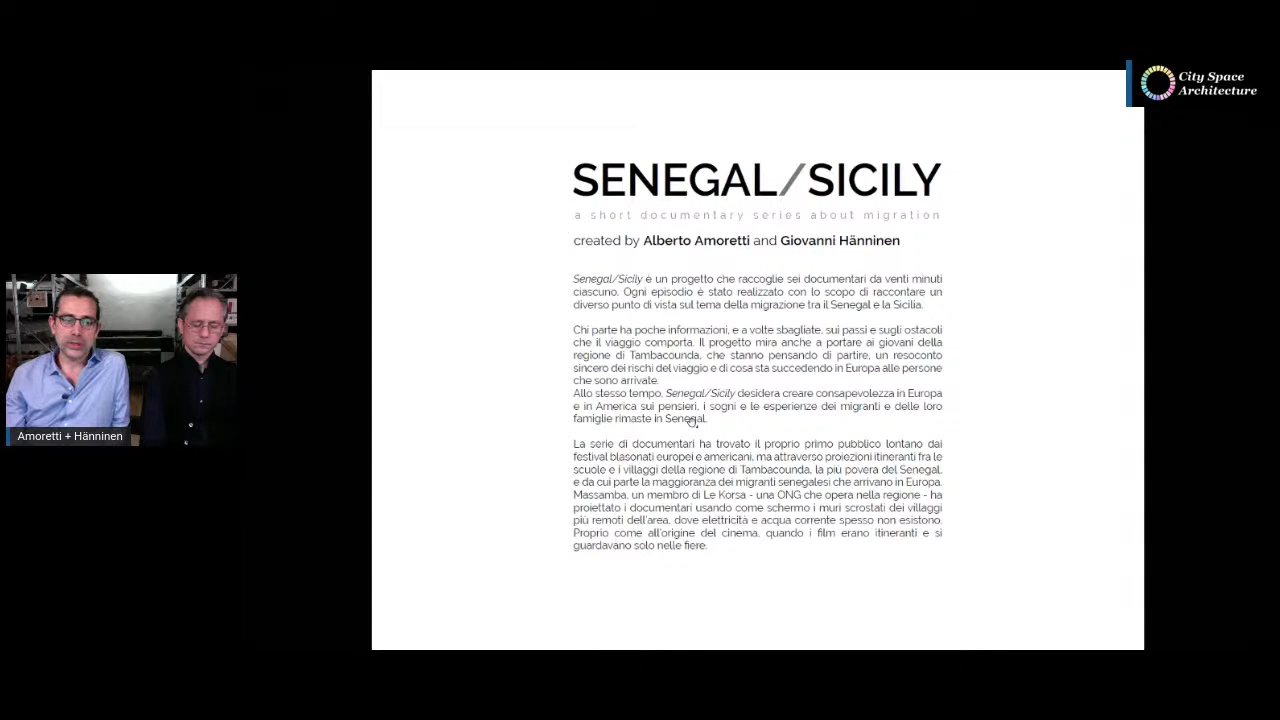 City Space
Architecture
SENEGAL/SICILY
a short documentary series about migration
created by Alberto Amoretti and Giovanni Hänninen
Senegal/Sicily è un progetto che raccoglie sei documentari da venti minuti
ciascuno. Ogni episodio è stato realizzato con lo scopo di raccontare un
diverso punto di vista sul tema della migrazione tra il Senegal e la Sicilia.
Chi parte ha poche informazioni, e a volte sbagliate, sui passi e sugli ostacoli
che il viaggio comporta. Il progetto mira anche a portare ai giovani della
regione di Tambacounda, che stanno pensando di partire, un resoconto
sincero dei rischi del viaggio e di cosa sta succedendo in Europa alle persone
che sono arrivate.
Allo stesso tempo, Senegal/Sicily desidera creare consapevolezza in Europa
e in America sui pensieri, i sogni e le esperienze dei migranti e delle loro
famiglie rimaste in Senegal.
La serie di documentari ha trovato il proprio primo pubblico lontano dai
festival blasonati europei e americani, ma attraverso proiezioni itineranti fra le
scuole e i villaggi della regione di Tambacounda, la più povera del Senegal,
e da cui parte la maggioranza dei migranti senegalesi che arrivano in Europa.
Massamba, un membro di Le Korsa - una ONG che opera nella regione - ha
proiettato i documentari usando come schermo i muri scrostati dei villaggi
più remoti dell'area, dove elettricità e acqua corrente spesso non esistono.
Proprio come all'origine del cinema, quando i film erano itineranti e si
guardavano solo nelle fiere.
Amoretti + Hänninen